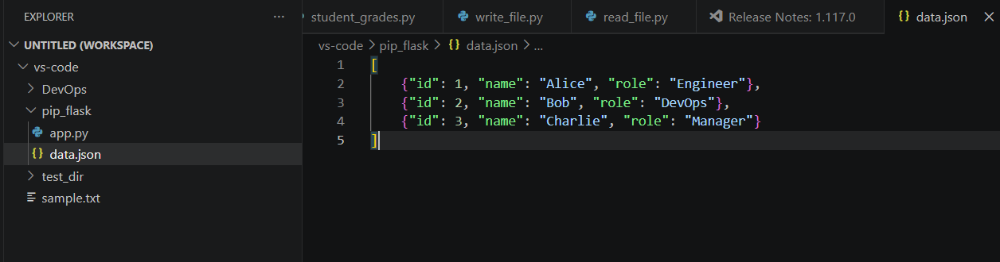 EXPLORER ...
UNTITLED (WORKSPACE)
vs-code
DevOps
pip_flask
app.py
{} data.json
test_dir
sample.txt
student_grades.py write_file.py read_file.py Release Notes: 1.117.0 {} data.json
vs-code > pip_flask > {} data.json > ...
1 [
2     {"id": 1, "name": "Alice", "role": "Engineer"},
3     {"id": 2, "name": "Bob", "role": "DevOps"},
4     {"id": 3, "name": "Charlie", "role": "Manager"}
5 ]